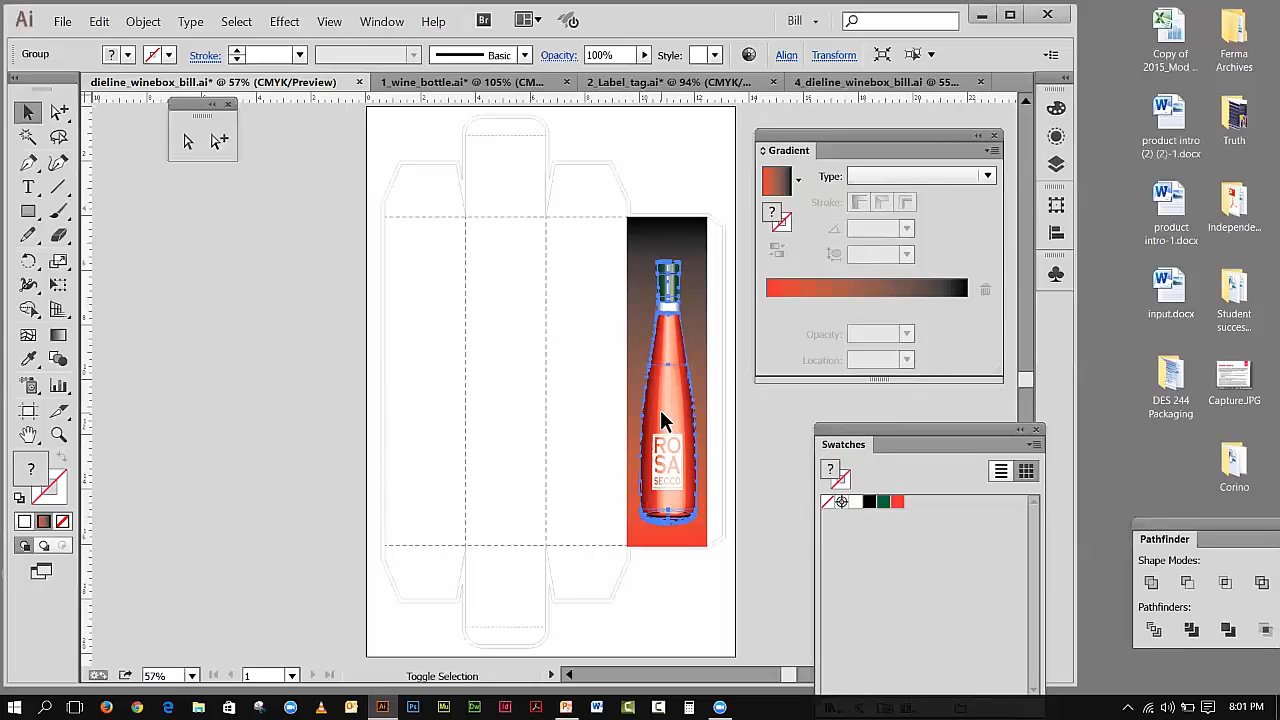 Ai File Edit Object Type Select Effect View Window Help Br Bill
Group ? Stroke: Basic Opacity: 100% Style: Align Transform
dieline_winebox_bill.ai* @ 57% (CMYK/Preview) × 1_wine_bottle.ai* @ 105% (CM... × 2_Label_tag.ai* @ 94% (CMYK/... × 4_dieline_winebox_bill.ai @ 55... ×
Gradient
Type:
Stroke:
?
Opacity:
Location:
RO
SA
SECCO
Swatches
?
?
57% 1 Toggle Selection
Copy of
2015_Mod ...
Ferma
Archives
product intro
(2) (2)-1.docx
Truth
product
intro-1.docx
Independe...
input.docx
Student
succes...
DES 244
Packaging
Capture.JPG
Corino
Pathfinder
Shape Modes:
Pathfinders:
8:01 PM